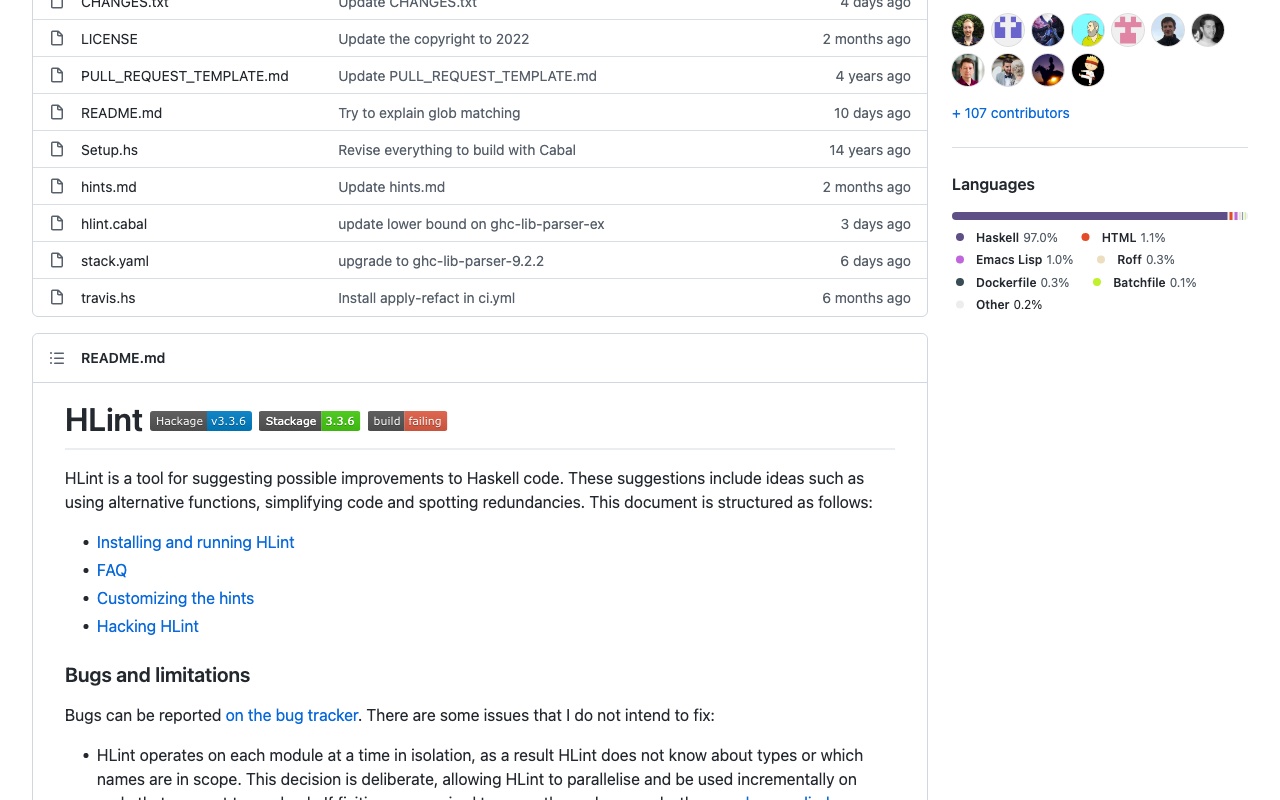 CHANGES.txt Update CHANGES.txt 4 days ago
LICENSE Update the copyright to 2022 2 months ago
PULL_REQUEST_TEMPLATE.md Update PULL_REQUEST_TEMPLATE.md 4 years ago
README.md Try to explain glob matching 10 days ago
Setup.hs Revise everything to build with Cabal 14 years ago
hints.md Update hints.md 2 months ago
hlint.cabal update lower bound on ghc-lib-parser-ex 3 days ago
stack.yaml upgrade to ghc-lib-parser-9.2.2 6 days ago
travis.hs Install apply-refact in ci.yml 6 months ago
README.md
HLint Hackage v3.3.6 Stackage 3.3.6 build failing
HLint is a tool for suggesting possible improvements to Haskell code. These suggestions include ideas such as
using alternative functions, simplifying code and spotting redundancies. This document is structured as follows:
• Installing and running HLint
• FAQ
• Customizing the hints
• Hacking HLint
Bugs and limitations
Bugs can be reported on the bug tracker. There are some issues that I do not intend to fix:
• HLint operates on each module at a time in isolation, as a result HLint does not know about types or which
names are in scope. This decision is deliberate, allowing HLint to parallelise and be used incrementally on
+ 107 contributors
Languages
Haskell 97.0% HTML 1.1%
Emacs Lisp 1.0% Roff 0.3%
Dockerfile 0.3% Batchfile 0.1%
Other 0.2%